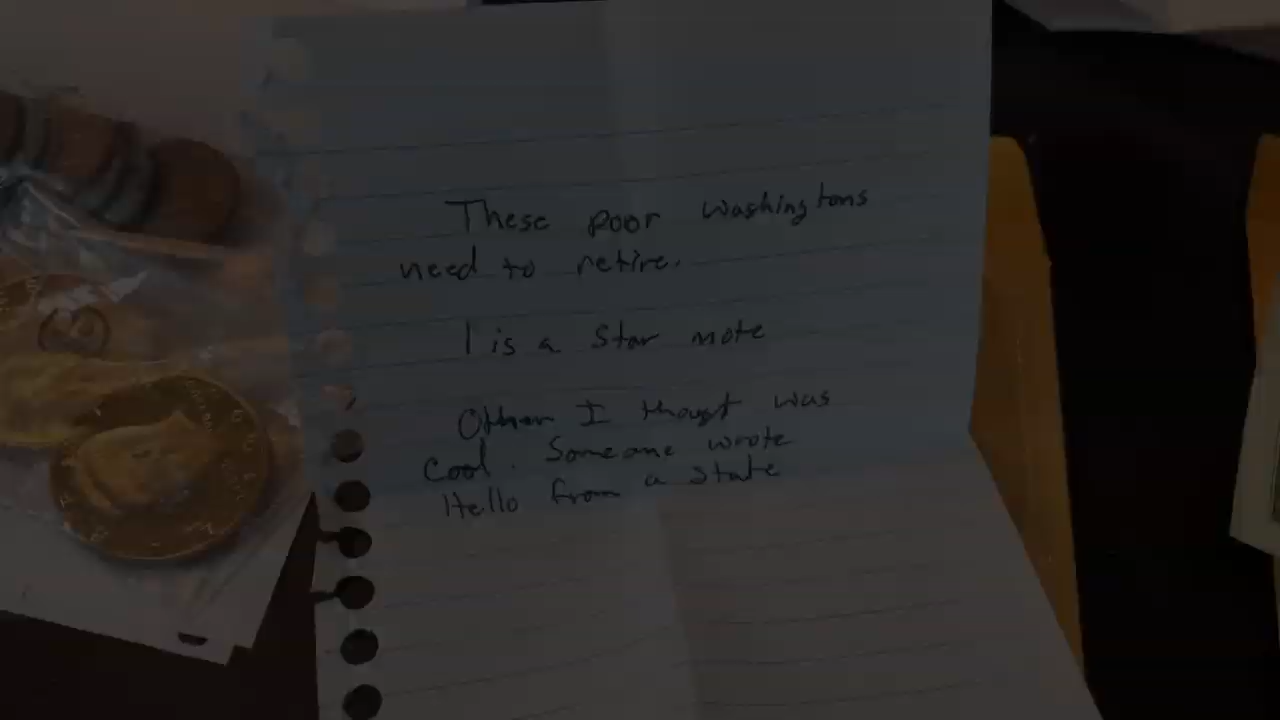 These poor washingtons
need to retire.
1 is a Star note
Other I thougt was
Cool. Someone wrote
Hello from a state